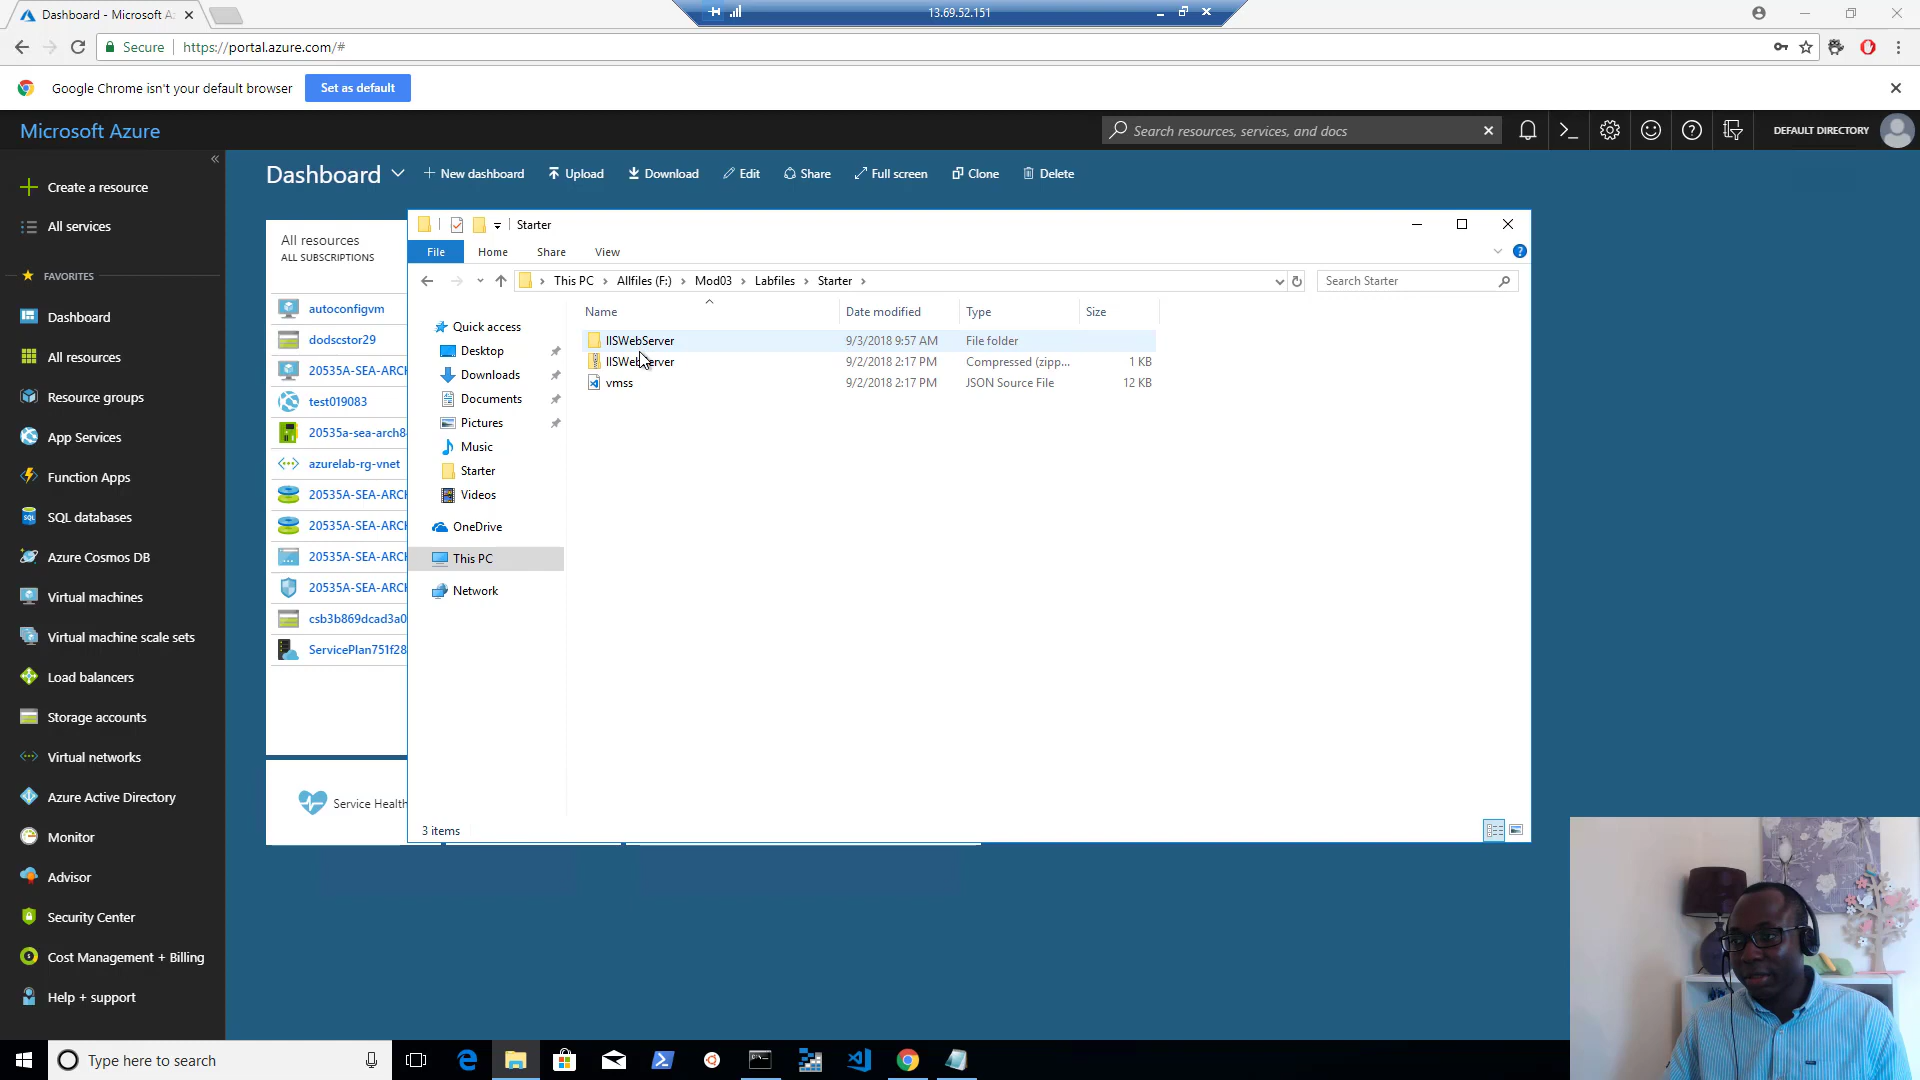 Dashboard - Microsoft A
13.69.52.151
Secure
https://portal.azure.com/#
Google Chrome isn't your default browser
Set as default
Microsoft Azure
Search resources, services, and docs
DEFAULT DIRECTORY
Create a resource
All services
FAVORITES
Dashboard
All resources
Resource groups
App Services
Function Apps
SQL databases
Azure Cosmos DB
Virtual machines
Virtual machine scale sets
Load balancers
Storage accounts
Virtual networks
Azure Active Directory
Monitor
Advisor
Security Center
Cost Management + Billing
Help + support
Dashboard
New dashboard
Upload
Download
Edit
Share
Full screen
Clone
Delete
All resources
ALL SUBSCRIPTIONS
autoconfigvm
dodscstor29
20535A-SEA-ARCH
test019083
20535a-sea-arch8
azurelab-rg-vnet
20535A-SEA-ARCH
20535A-SEA-ARCH
20535A-SEA-ARCH
20535A-SEA-ARCH
csb3b869dcad3a0
ServicePlan751f28
Service Health
Starter
File Home Share View
This PC > Allfiles (F:) > Mod03 > Labfiles > Starter >
Search Starter
Quick access
Desktop
Downloads
Documents
Pictures
Music
Starter
Videos
OneDrive
This PC
Network
Name Date modified Type Size
IISWebServer 9/3/2018 9:57 AM File folder
IISWebServer 9/2/2018 2:17 PM Compressed (zipp... 1 KB
vmss 9/2/2018 2:17 PM JSON Source File 12 KB
3 items
Type here to search